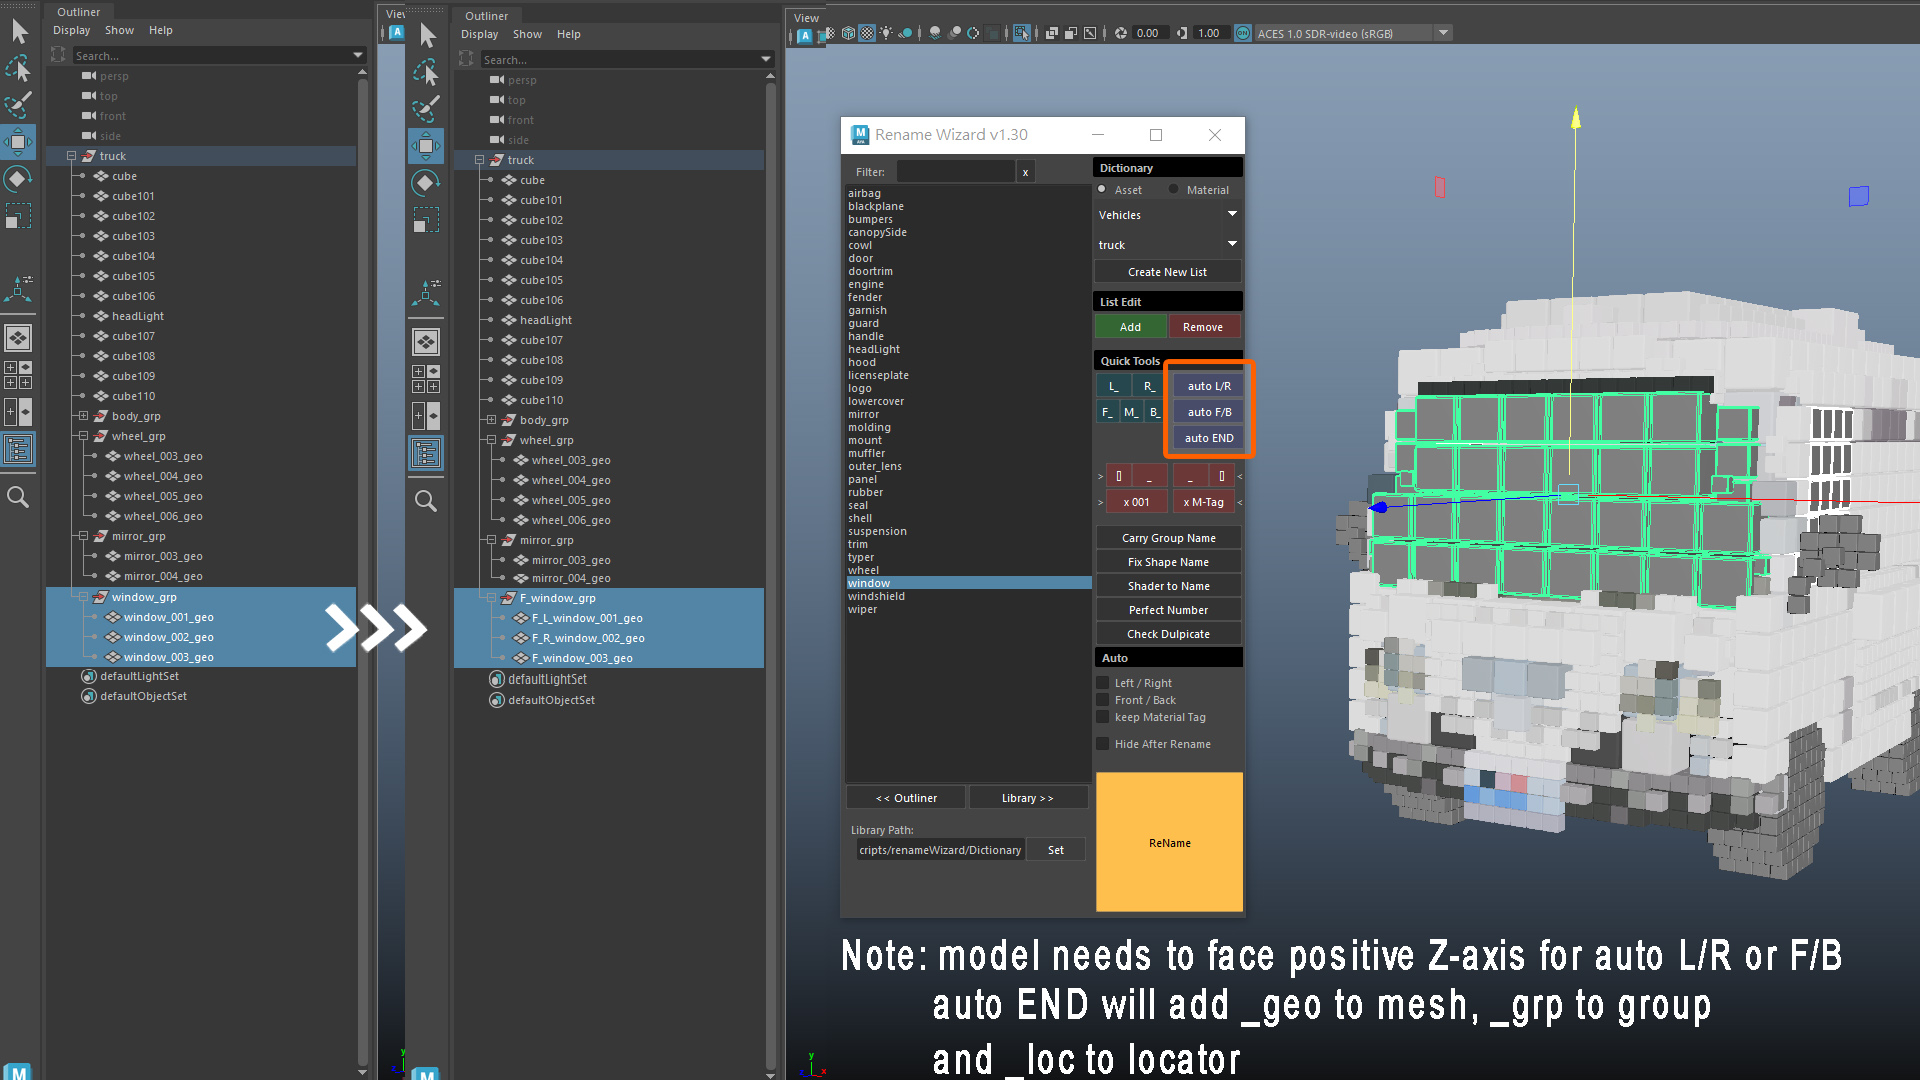 Outliner
Display Show Help
Search...
persp
top
front
side
truck
cube
cube101
cube102
cube103
cube104
cube105
cube106
headLight
cube107
cube108
cube109
cube110
body_grp
wheel_grp
wheel_003_geo
wheel_004_geo
wheel_005_geo
wheel_006_geo
mirror_grp
mirror_003_geo
mirror_004_geo
window_grp
window_001_geo
window_002_geo
window_003_geo
defaultLightSet
defaultObjectSet
M
View
A
Outliner
Display Show Help
Search...
persp
top
front
side
truck
cube
cube101
cube102
cube103
cube104
cube105
cube106
headLight
cube107
cube108
cube109
cube110
body_grp
wheel_grp
wheel_003_geo
wheel_004_geo
wheel_005_geo
wheel_006_geo
mirror_grp
mirror_003_geo
mirror_004_geo
F_window_grp
F_L_window_001_geo
F_R_window_002_geo
F_window_003_geo
defaultLightSet
defaultObjectSet
M
View
A
0.00 1.00 ON ACES 1.0 SDR-video (sRGB)
M Rename Wizard v1.30
Filter: x
airbag
blackplane
bumpers
canopySide
cowl
door
doortrim
engine
fender
garnish
guard
handle
headLight
hood
licenseplate
logo
lowercover
mirror
molding
mount
muffler
outer_lens
panel
rubber
seal
shell
suspension
trim
typer
wheel
window
windshield
wiper
<< Outliner Library >>
Library Path:
cripts/renameWizard/Dictionary Set
Dictionary
Asset Material
Vehicles
truck
Create New List
List Edit
Add Remove
Quick Tools
L_ R_ auto L/R
F_ M_ B_ auto F/B
auto END
> [] _ _ [] <
> x 001 x M-Tag <
Carry Group Name
Fix Shape Name
Shader to Name
Perfect Number
Check Dulpicate
Auto
Left / Right
Front / Back
keep Material Tag
Hide After Rename
ReName
Note: model needs to face positive Z-axis for auto L/R or F/B
auto END will add _geo to mesh, _grp to group
and _loc to locator
y
x